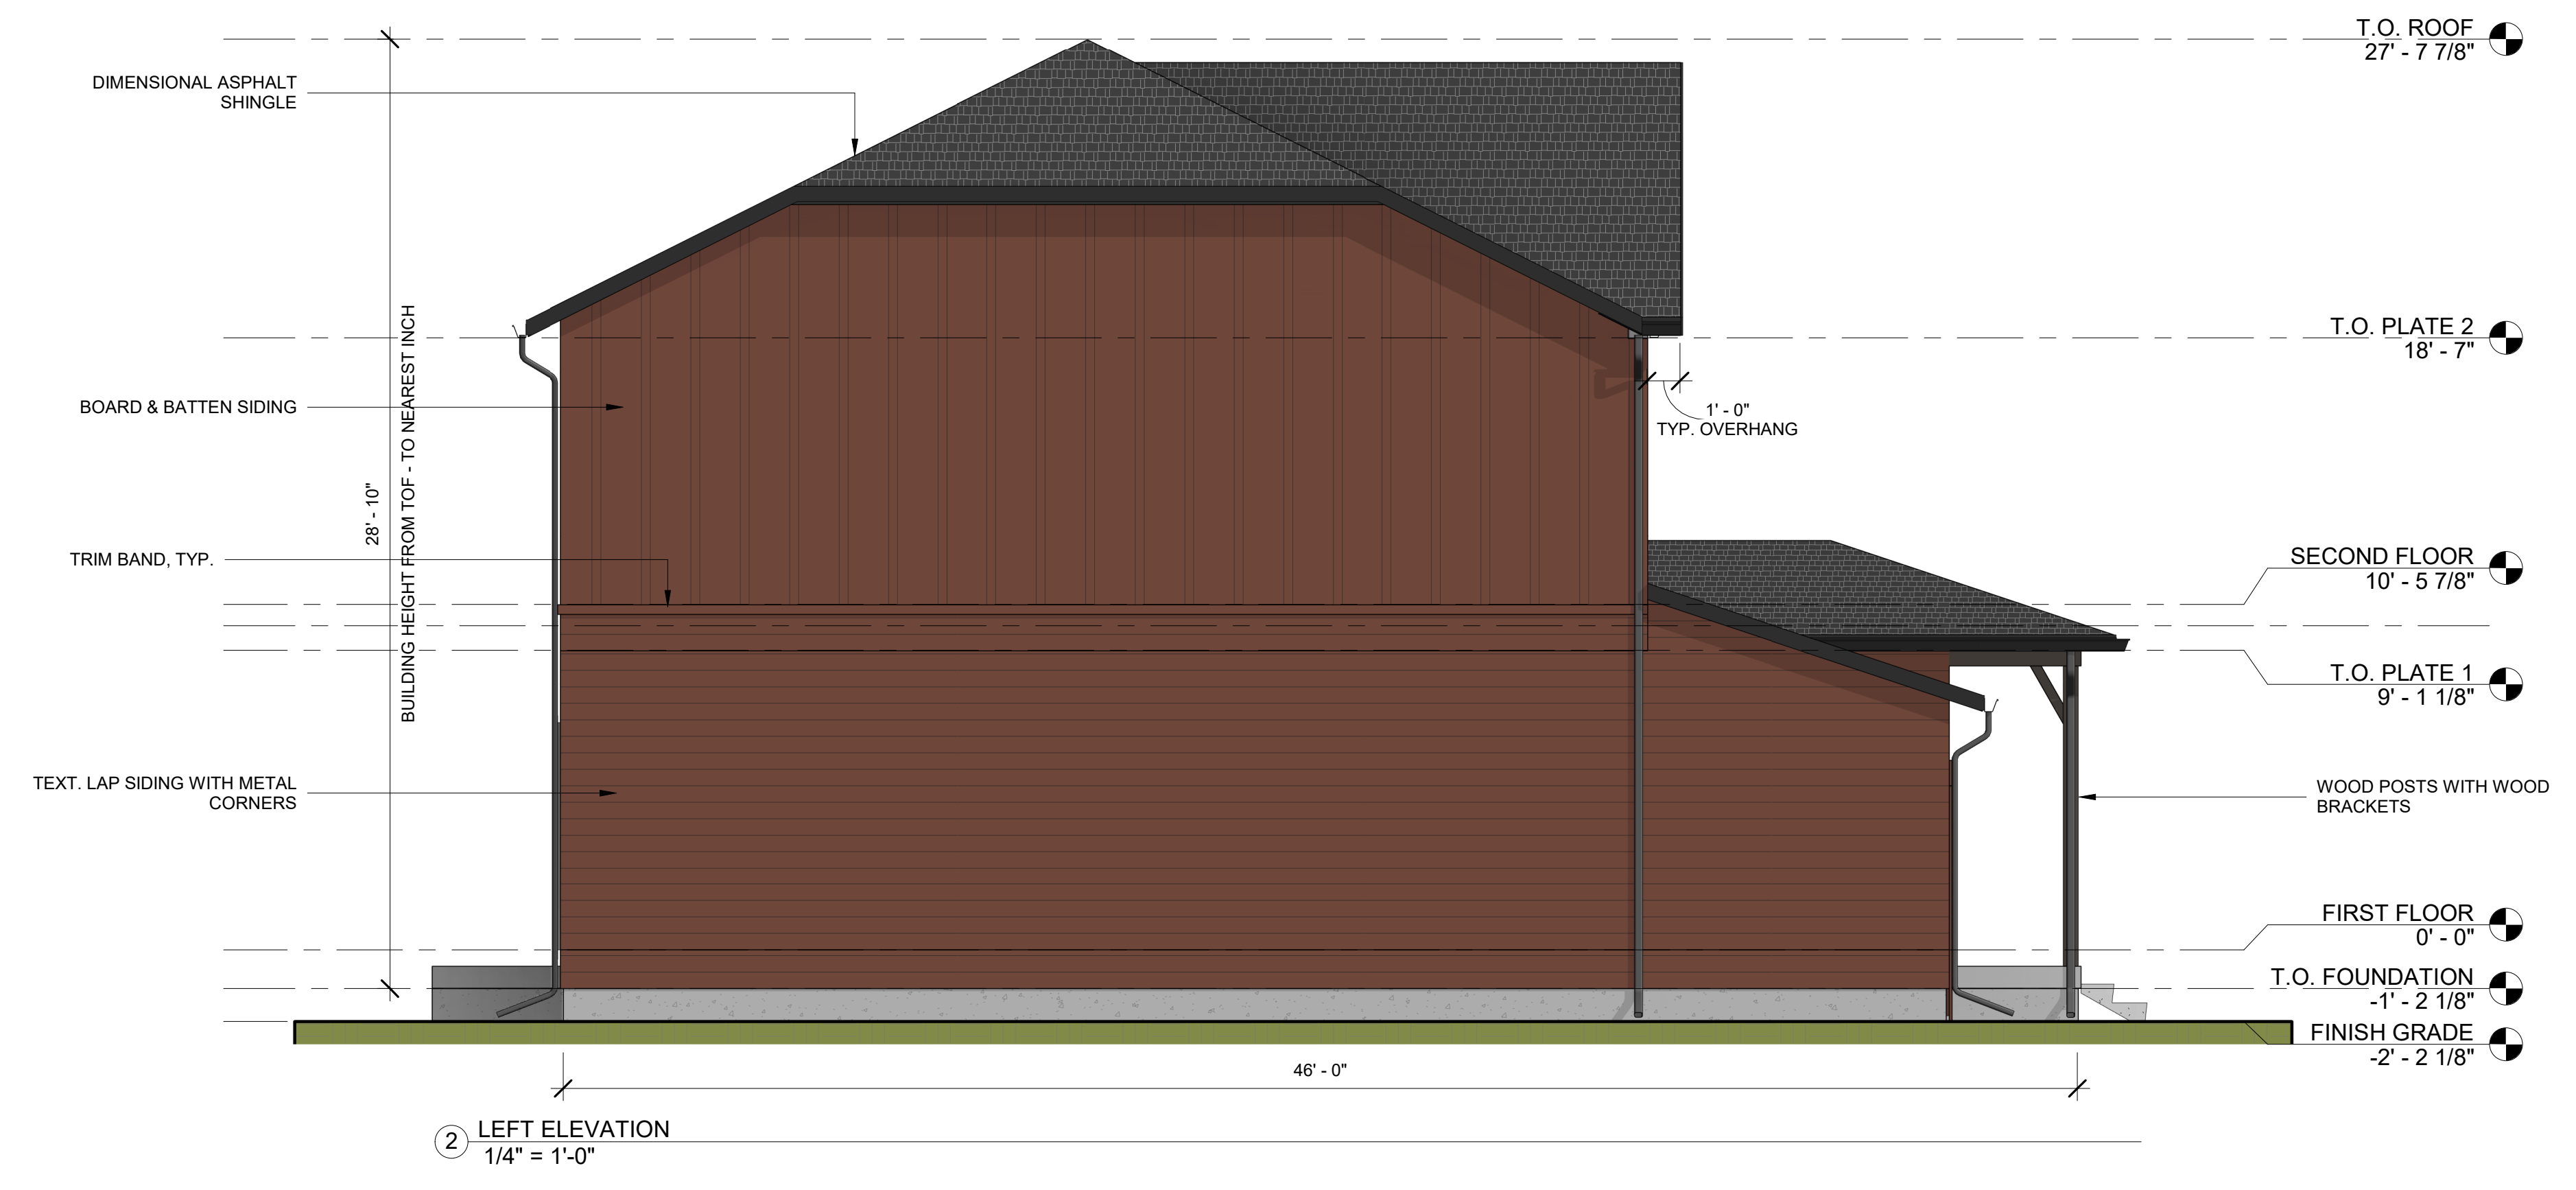 T.O. ROOF
27' - 7 7/8"
DIMENSIONAL ASPHALT
SHINGLE
T.O. PLATE 2
18' - 7"
BOARD & BATTEN SIDING
1' - 0"
TYP. OVERHANG
28' - 10"
BUILDING HEIGHT FROM TOF - TO NEAREST INCH
TRIM BAND, TYP.
SECOND FLOOR
10' - 5 7/8"
T.O. PLATE 1
9' - 1 1/8"
TEXT. LAP SIDING WITH METAL
CORNERS
WOOD POSTS WITH WOOD
BRACKETS
FIRST FLOOR
0' - 0"
T.O. FOUNDATION
-1' - 2 1/8"
FINISH GRADE
-2' - 2 1/8"
46' - 0"
2 LEFT ELEVATION
1/4" = 1'-0"